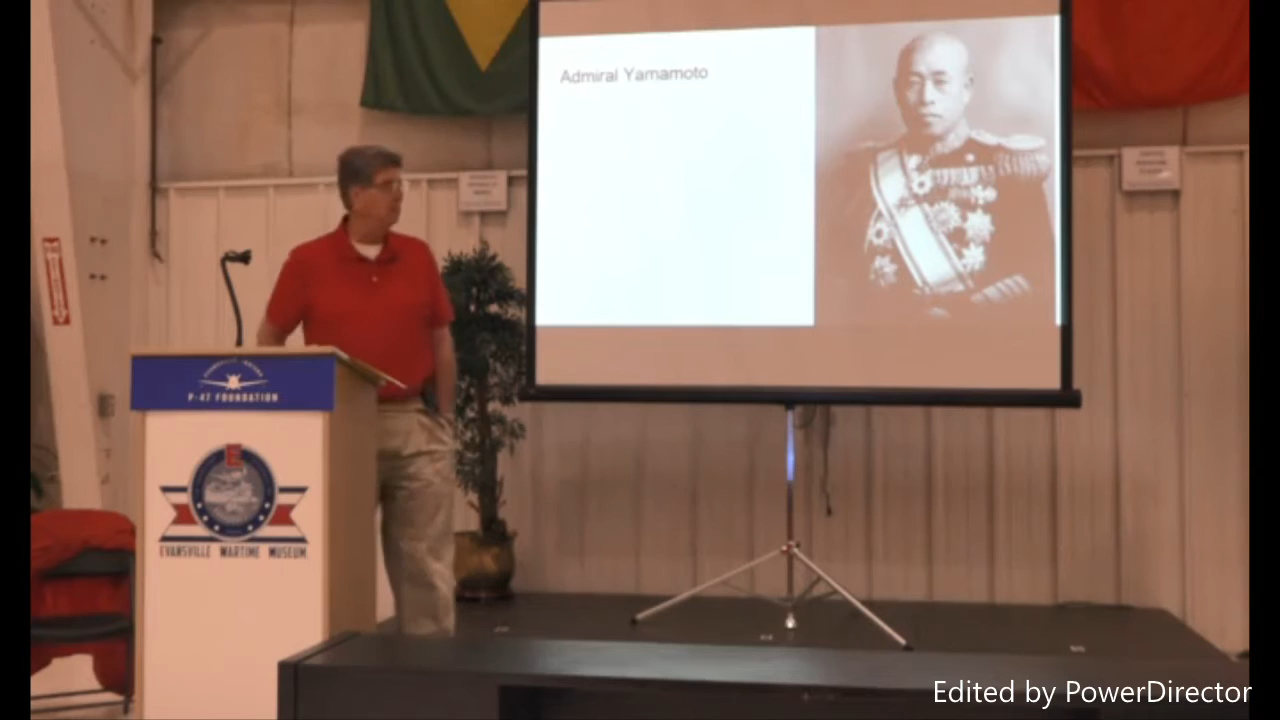 Admiral Yamamoto
P-47 FOUNDATION
E
EVANSVILLE WARTIME MUSEUM
Edited by PowerDirector